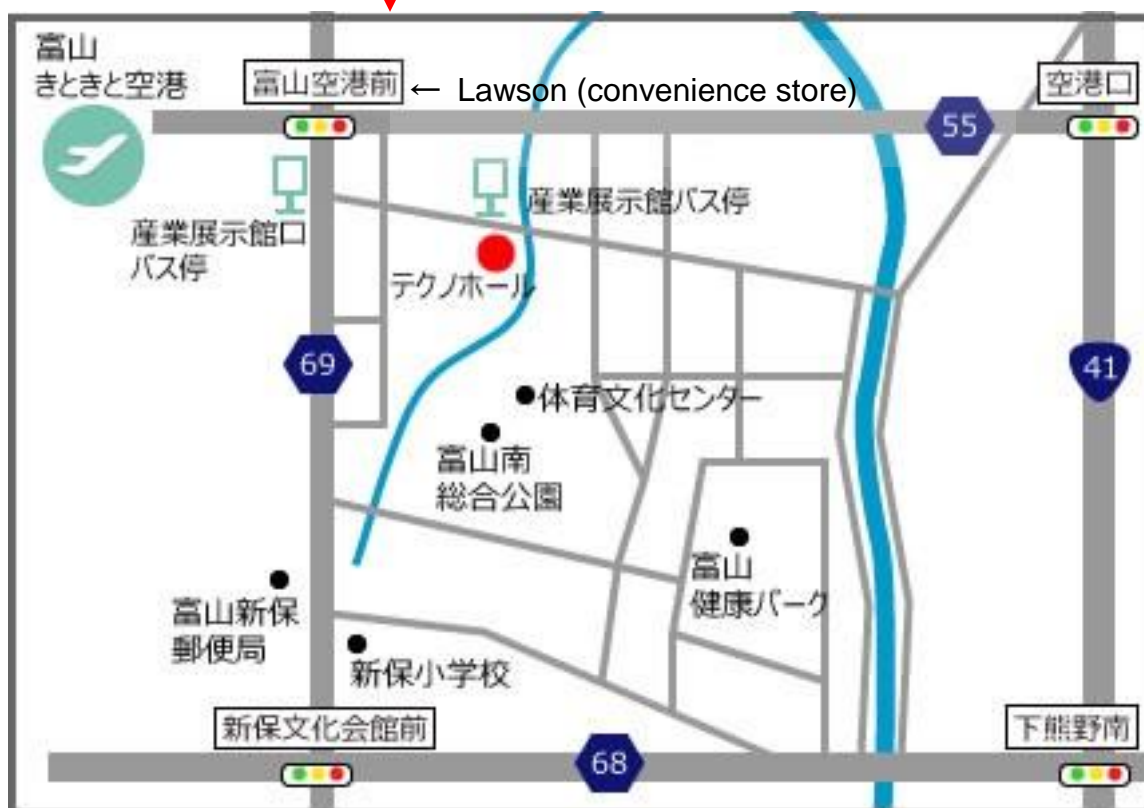 富山
きときと空港
富山空港前
← Lawson (convenience store)
空港口
55
産業展示館口
バス停
産業展示館バス停
テクノホール
69
41
体育文化センター
富山南
総合公園
富山
健康パーク
富山新保
郵便局
新保小学校
新保文化会館前
下熊野南
68